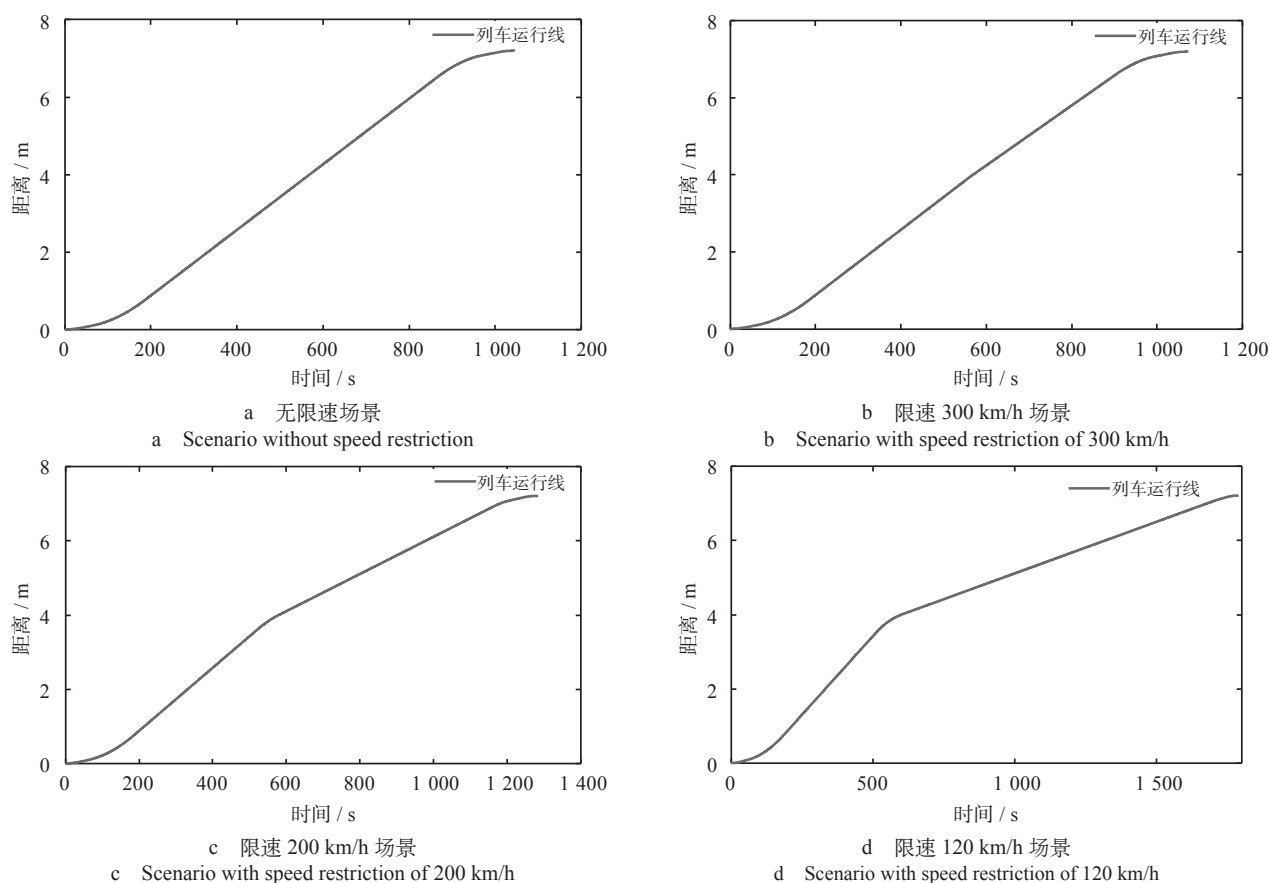 8
6
4
2
0
距离 / m
列车运行线
0 200 400 600 800 1 000 1 200
时间 / s
a 无限速场景
a Scenario without speed restriction
8
6
4
2
0
距离 / m
列车运行线
0 200 400 600 800 1 000 1 200
时间 / s
b 限速 300 km/h 场景
b Scenario with speed restriction of 300 km/h
8
6
4
2
0
距离 / m
列车运行线
0 200 400 600 800 1 000 1 200 1 400
时间 / s
c 限速 200 km/h 场景
c Scenario with speed restriction of 200 km/h
8
6
4
2
0
距离 / m
列车运行线
0 500 1 000 1 500
时间 / s
d 限速 120 km/h 场景
d Scenario with speed restriction of 120 km/h